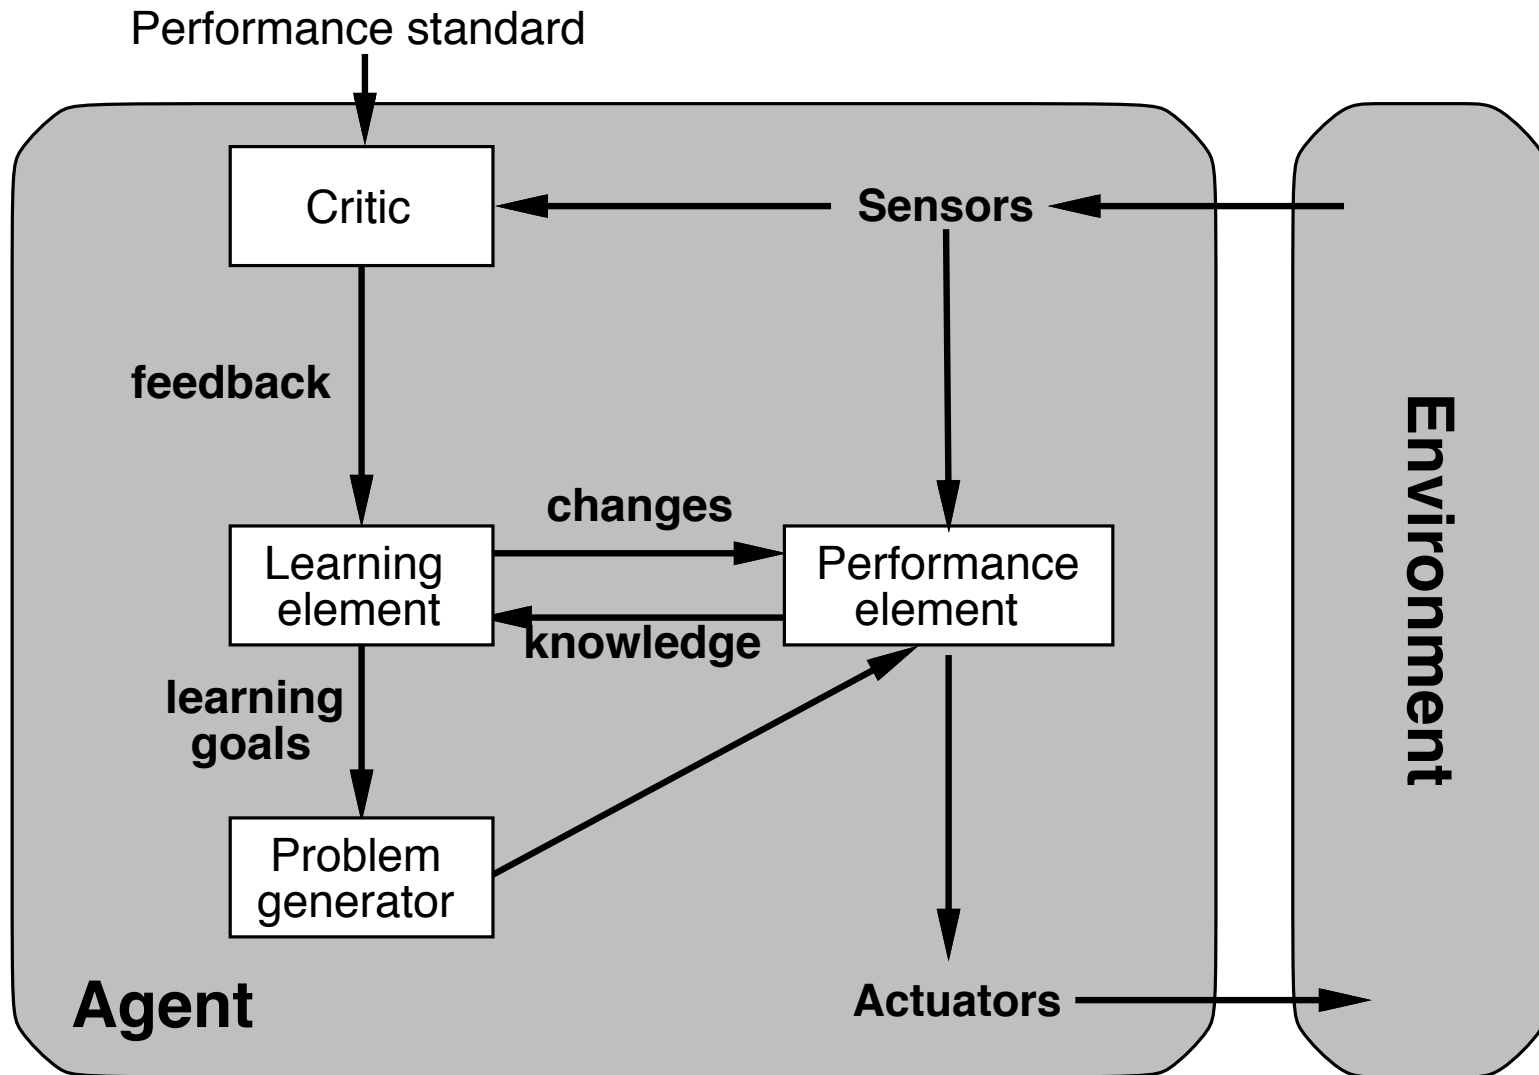 Performance standard
Critic
Sensors
feedback
changes
Learning
element
Performance
element
knowledge
learning
goals
Problem
generator
Agent
Actuators
Environment